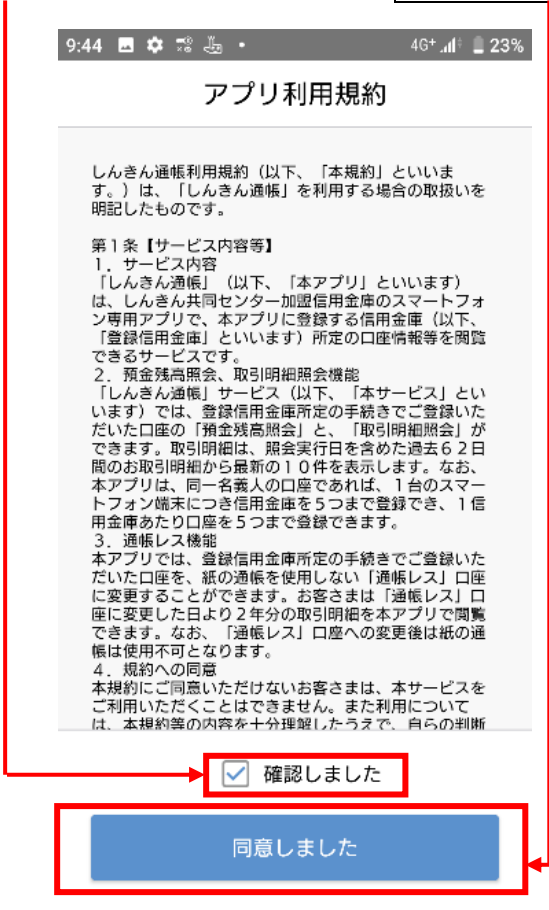 9:44 4G+ 23%
アプリ利用規約
しんきん通帳利用規約（以下、「本規約」といいま
す。）は、「しんきん通帳」を利用する場合の取扱いを
明記したものです。
第１条【サービス内容等】
１．サービス内容
「しんきん通帳」（以下、「本アプリ」といいます）
は、しんきん共同センター加盟信用金庫のスマートフォ
ン専用アプリで、本アプリに登録する信用金庫（以下、
「登録信用金庫」といいます）所定の口座情報等を閲覧
できるサービスです。
２．預金残高照会、取引明細照会機能
「しんきん通帳」サービス（以下、「本サービス」とい
います）では、登録信用金庫所定の手続きでご登録いた
だいた口座の「預金残高照会」と、「取引明細照会」が
できます。取引明細は、照会実行日を含めた過去６２日
間のお取引明細から最新の１０件を表示します。なお、
本アプリは、同一名義人の口座であれば、１台のスマー
トフォン端末につき信用金庫を５つまで登録でき、１信
用金庫あたり口座を５つまで登録できます。
３．通帳レス機能
本アプリでは、登録信用金庫所定の手続きでご登録いた
だいた口座を、紙の通帳を使用しない「通帳レス」口座
に変更することができます。お客さまは「通帳レス」口
座に変更した日より２年分の取引明細を本アプリで閲覧
できます。なお、「通帳レス」口座への変更後は紙の通
帳は使用不可となります。
４．規約への同意
本規約にご同意いただけないお客さまは、本サービスを
ご利用いただくことはできません。また利用について
は、本規約等の内容を十分理解したうえで、自らの判断
確認しました
同意しました